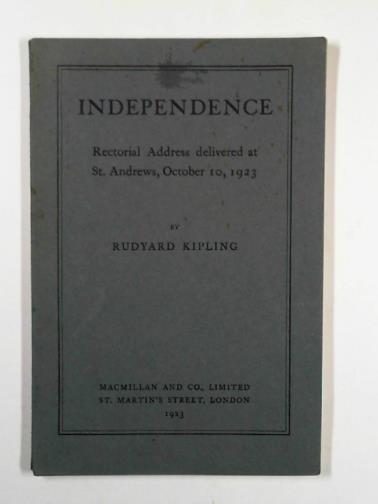 INDEPENDENCE
Rectorial Address delivered at
St. Andrews, October 10, 1923
BY
RUDYARD KIPLING
MACMILLAN AND CO., LIMITED
ST. MARTIN'S STREET, LONDON
1923